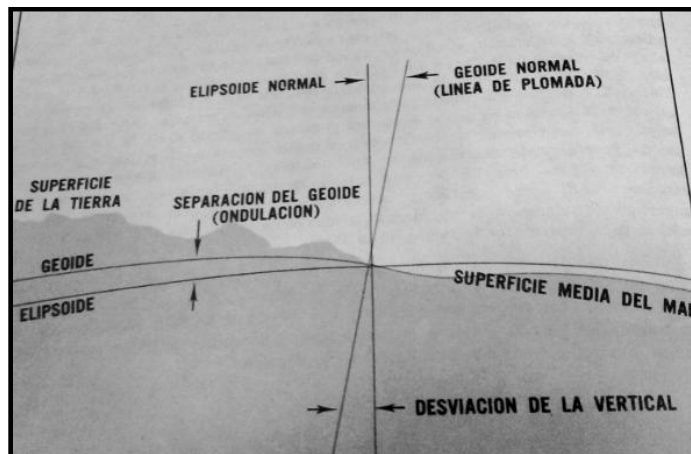 ELIPSOIDE NORMAL
GEOIDE NORMAL
(LINEA DE PLOMADA)
SUPERFICIE
DE LA TIERRA
SEPARACION DEL GEOIDE
(ONDULACION)
GEOIDE
ELIPSOIDE
SUPERFICIE MEDIA DEL MA
DESVIACION DE LA VERTICAL